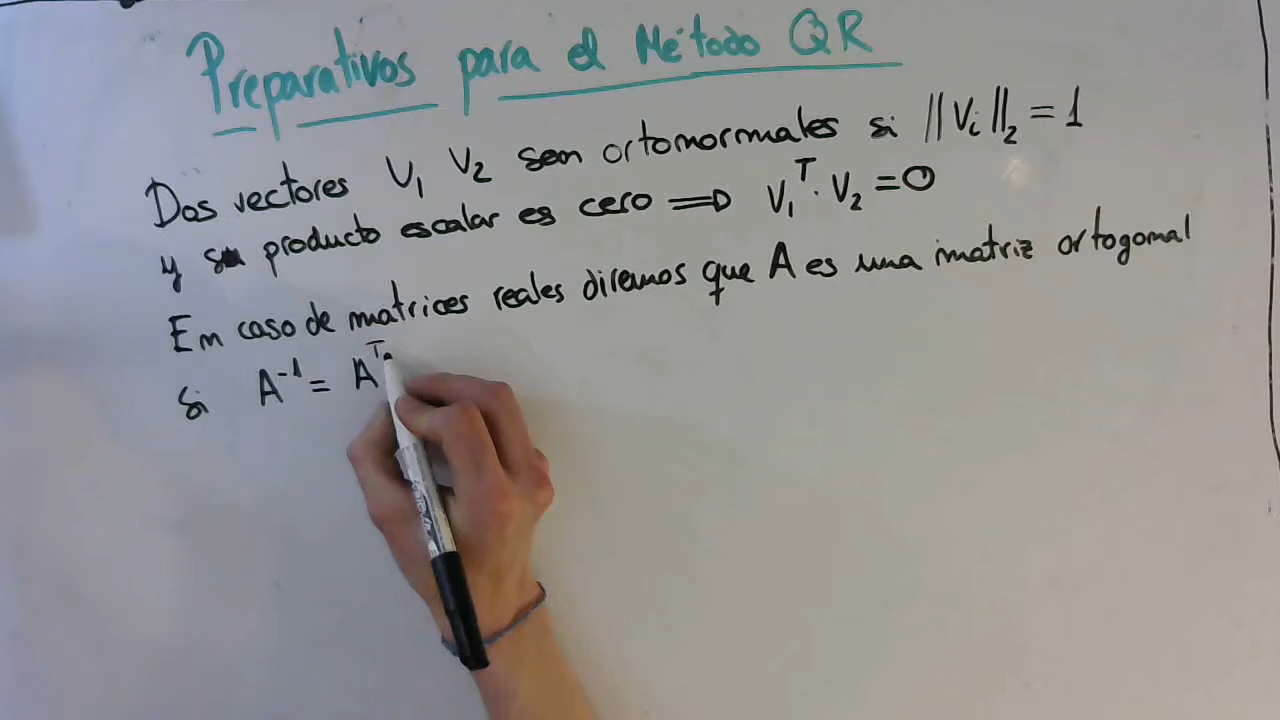 Preparativos para el Método QR
Dos vectores V₁ V₂ son ortonormales si ||Vᵢ||₂ = 1
y su producto escalar es cero ⟹ V₁ᵀ · V₂ = 0
En caso de matrices reales diremos que A es una matriz ortogonal
Si A⁻¹ = Aᵀ